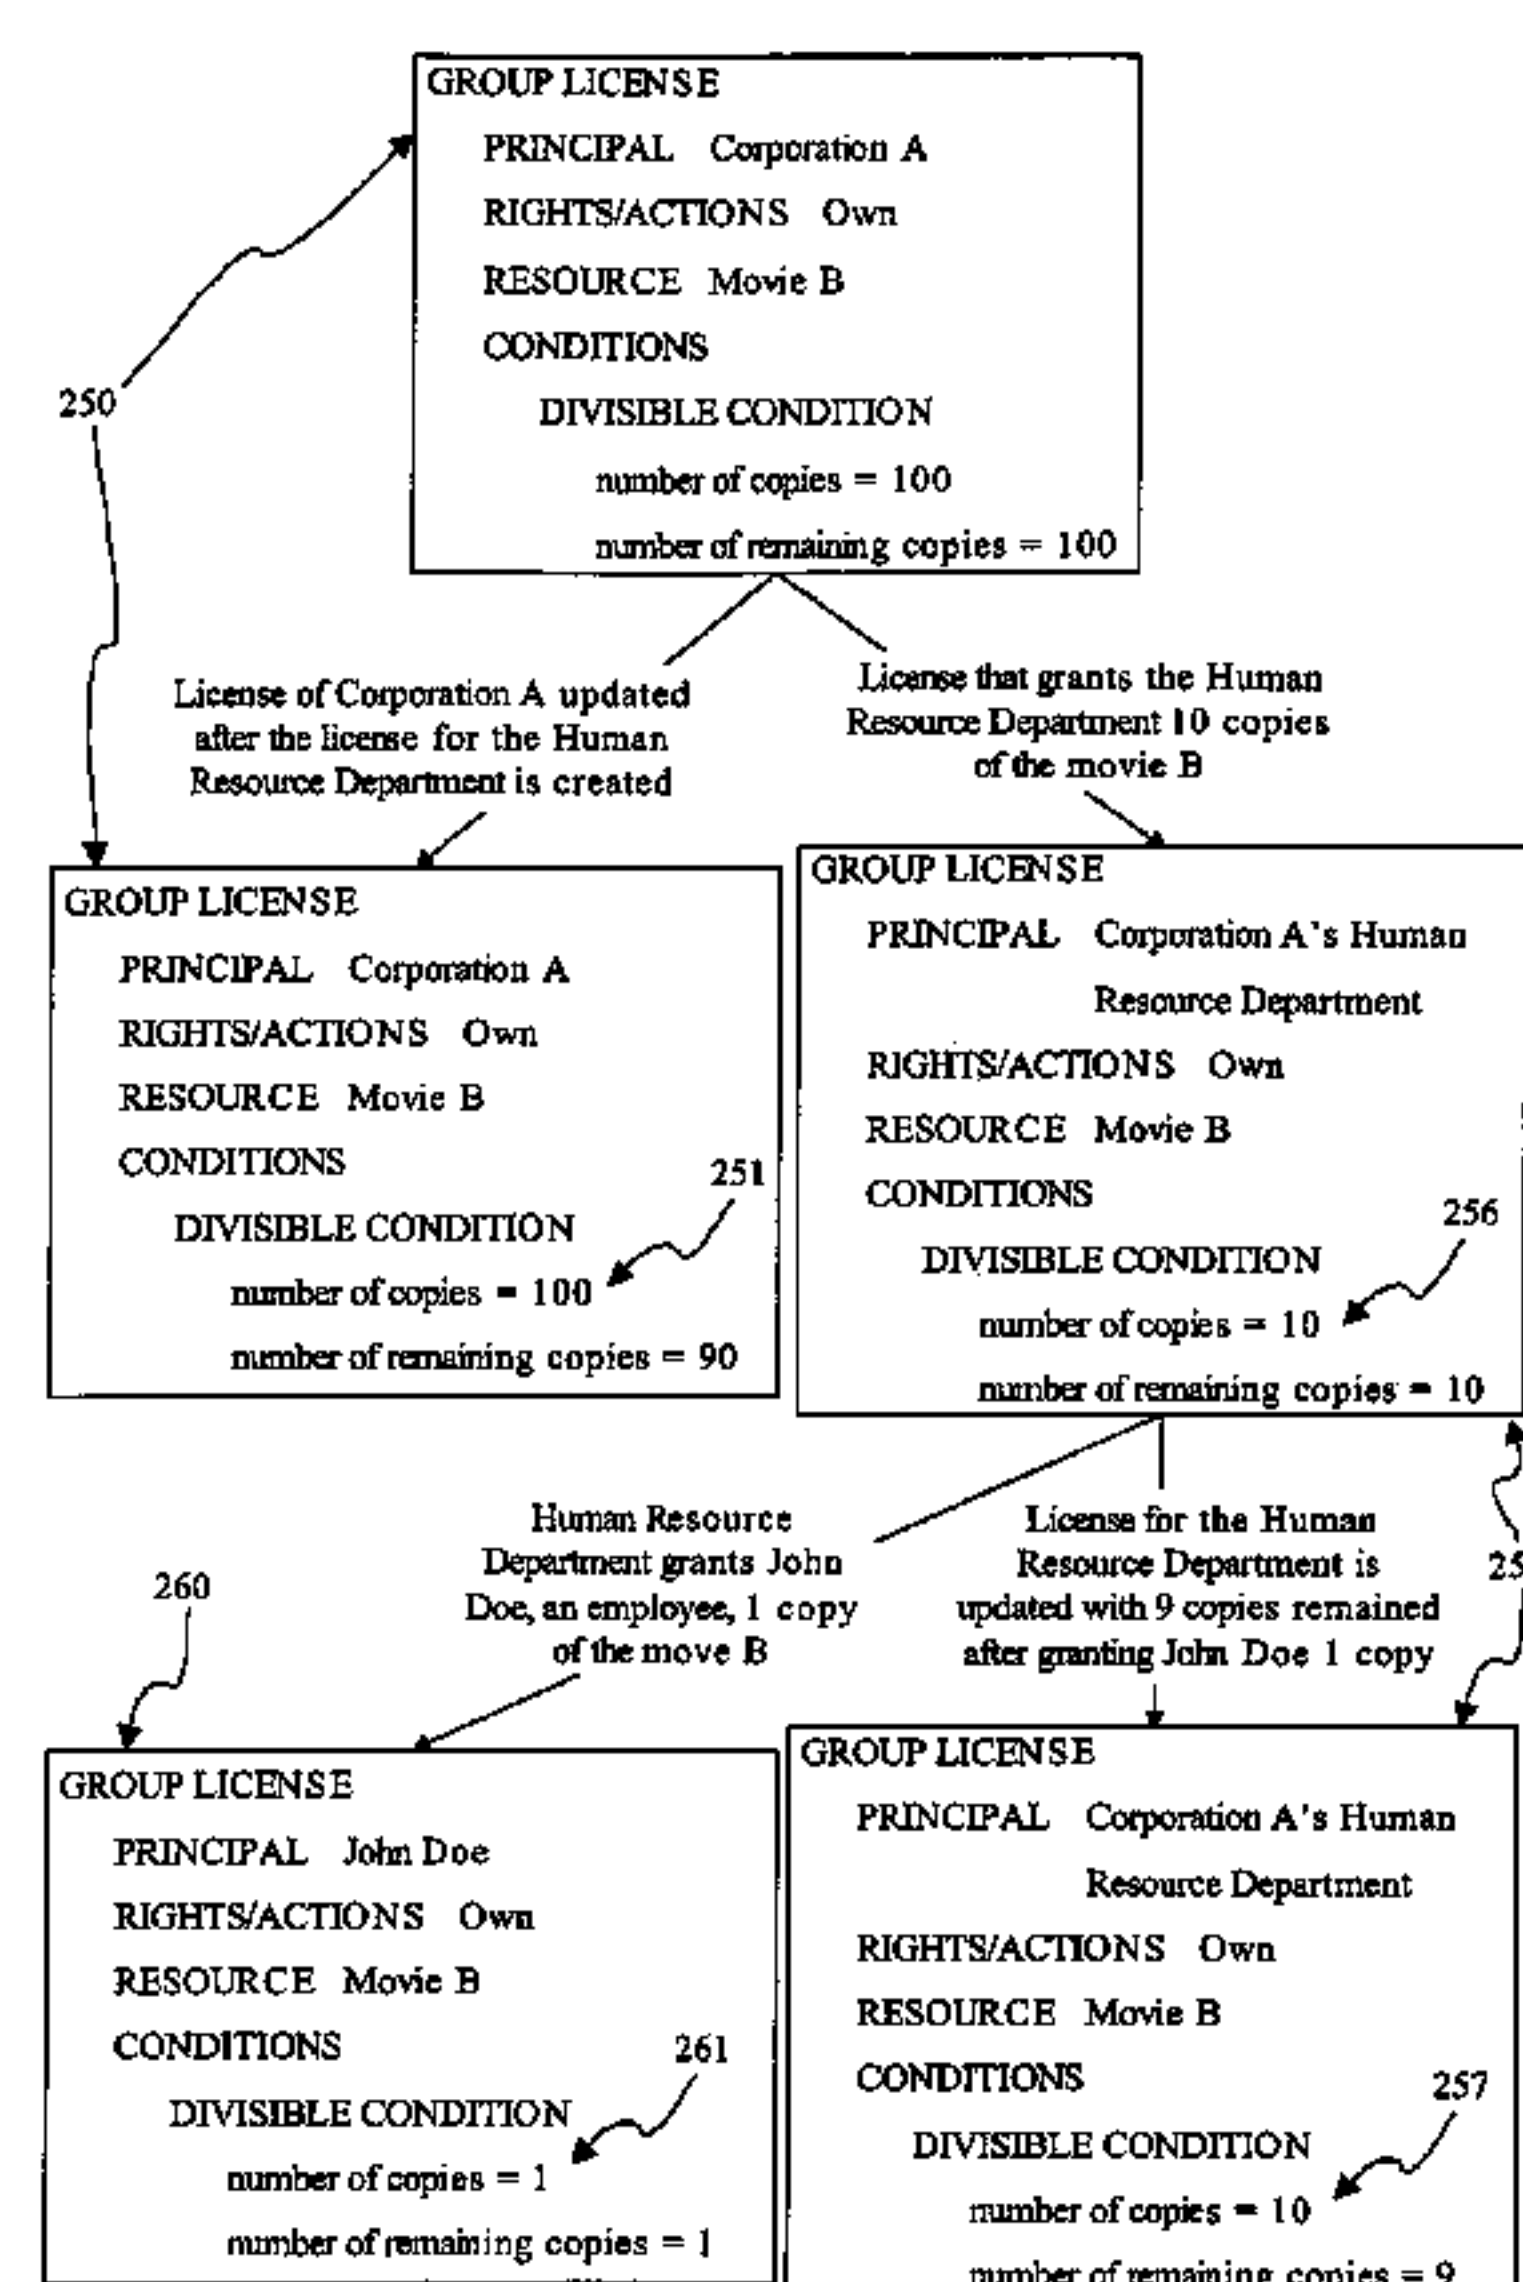 GROUP LICENSE
PRINCIPAL Corporation A
RIGHTS/ACTIONS Own
RESOURCE Movie B
CONDITIONS
DIVISIBLE CONDITION
number of copies = 100
number of remaining copies = 100
250
License of Corporation A updated
after the license for the Human
Resource Department is created
License that grants the Human
Resource Department 10 copies
of the movie B
GROUP LICENSE
PRINCIPAL Corporation A
RIGHTS/ACTIONS Own
RESOURCE Movie B
CONDITIONS
251
DIVISIBLE CONDITION
number of copies = 100
number of remaining copies = 90
GROUP LICENSE
PRINCIPAL Corporation A's Human
Resource Department
RIGHTS/ACTIONS Own
RESOURCE Movie B
CONDITIONS
256
DIVISIBLE CONDITION
number of copies = 10
number of remaining copies = 10
Human Resource
Department grants John
Doe, an employee, 1 copy
of the move B
License for the Human
Resource Department is
updated with 9 copies remained
after granting John Doe 1 copy
260
GROUP LICENSE
PRINCIPAL John Doe
RIGHTS/ACTIONS Own
RESOURCE Movie B
CONDITIONS
261
DIVISIBLE CONDITION
number of copies = 1
number of remaining copies = 1
GROUP LICENSE
PRINCIPAL Corporation A's Human
Resource Department
RIGHTS/ACTIONS Own
RESOURCE Movie B
CONDITIONS
257
DIVISIBLE CONDITION
number of copies = 10
number of remaining copies = 9